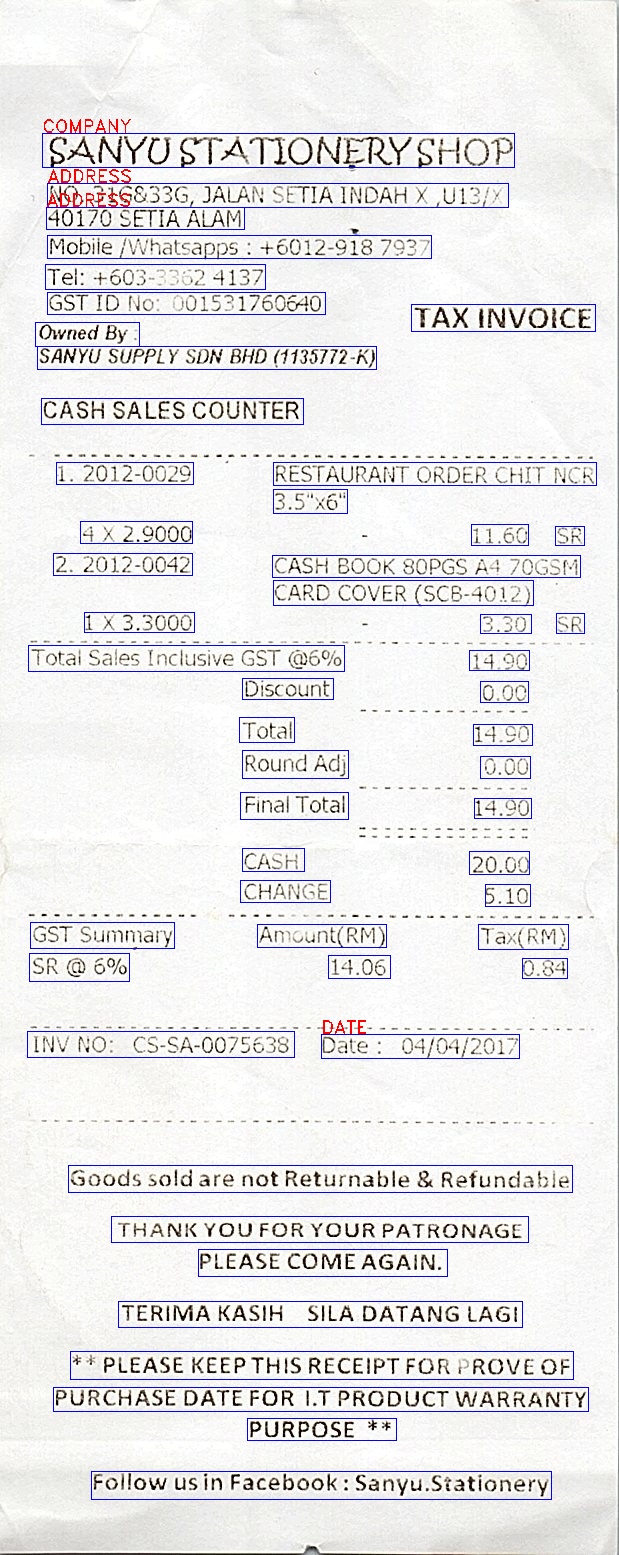 COMPANY
SANYU STATIONERY SHOP
ADDRESS
NO. 31G&33G, JALAN SETIA INDAH X ,U13/X
ADDRESS
40170 SETIA ALAM
Mobile /Whatsapps : +6012-918 7937
Tel: +603-3362 4137
GST ID No: 001531760640
TAX INVOICE
Owned By :
SANYU SUPPLY SDN BHD (1135772-K)
CASH SALES COUNTER
1. 2012-0029 RESTAURANT ORDER CHIT NCR
3.5"x6"
4 X 2.9000 - 11.60 SR
2. 2012-0042 CASH BOOK 80PGS A4 70GSM
CARD COVER (SCB-4012)
1 X 3.3000 - 3.30 SR
Total Sales Inclusive GST @6% 14.90
Discount 0.00
Total 14.90
Round Adj 0.00
Final Total 14.90
CASH 20.00
CHANGE 5.10
GST Summary Amount(RM) Tax(RM)
SR @ 6% 14.06 0.84
DATE
INV NO: CS-SA-0075638 Date : 04/04/2017
Goods sold are not Returnable & Refundable
THANK YOU FOR YOUR PATRONAGE
PLEASE COME AGAIN.
TERIMA KASIH SILA DATANG LAGI
** PLEASE KEEP THIS RECEIPT FOR PROVE OF
PURCHASE DATE FOR I.T PRODUCT WARRANTY
PURPOSE **
Follow us in Facebook : Sanyu.Stationery